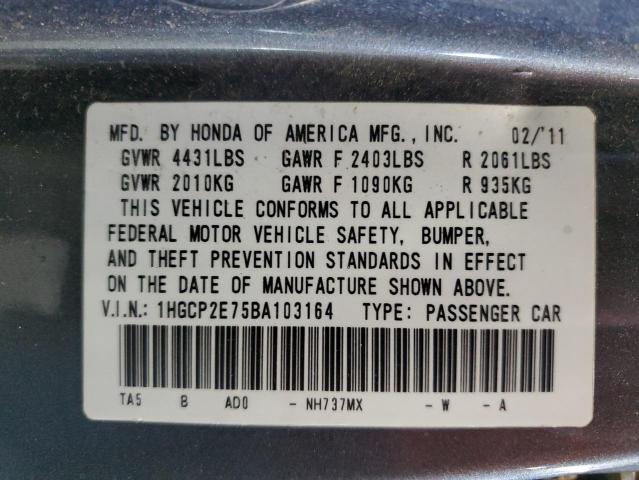 MFD. BY HONDA OF AMERICA MFG., INC. 02/'11
GVWR 4431LBS GAWR F 2403LBS R 2061LBS
GVWR 2010KG GAWR F 1090KG R 935KG
THIS VEHICLE CONFORMS TO ALL APPLICABLE
FEDERAL MOTOR VEHICLE SAFETY, BUMPER,
AND THEFT PREVENTION STANDARDS IN EFFECT
ON THE DATE OF MANUFACTURE SHOWN ABOVE.
V.I.N.: 1HGCP2E75BA103164 TYPE: PASSENGER CAR
TA5 B AD0 - NH737MX - W - A